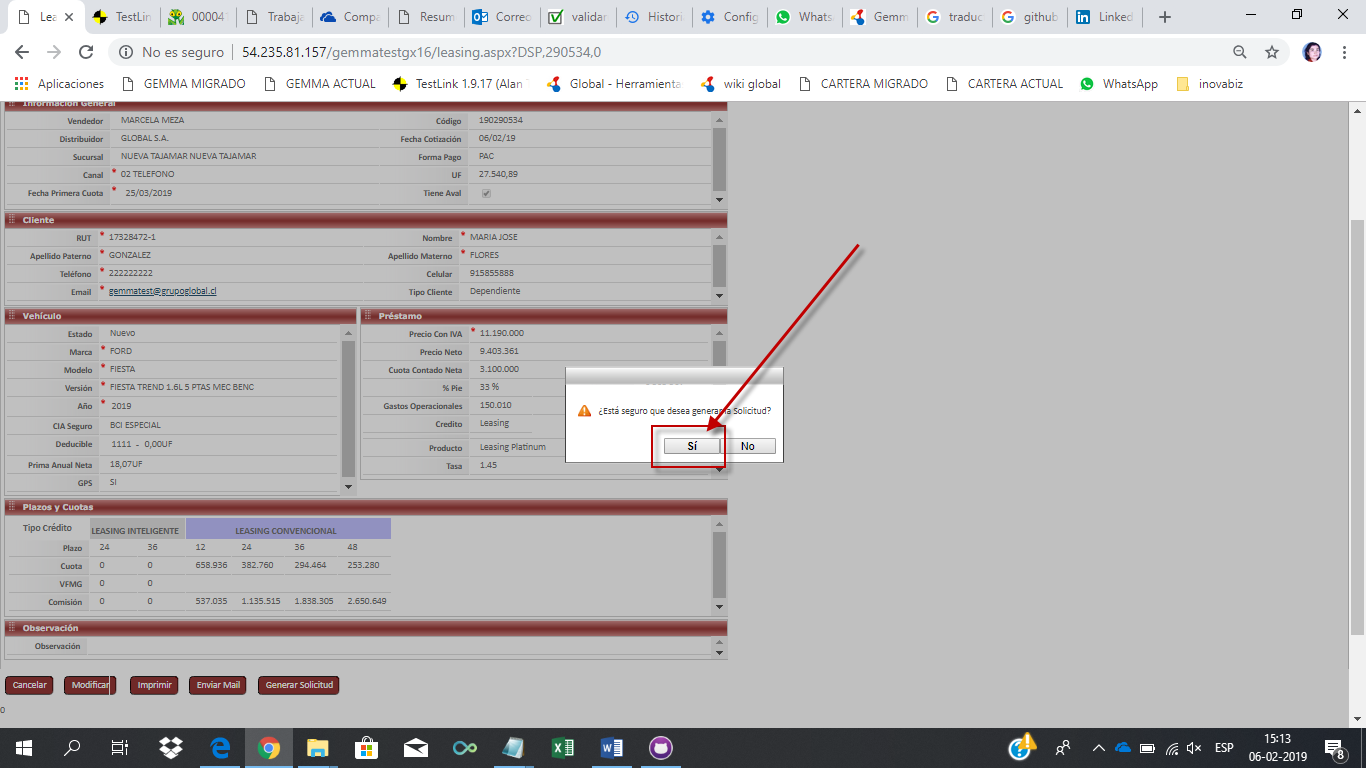 Lea
TestLin
00004
Trabaja
Compa
Resum
Correo
validar
Histori
Config
Whats
Gemm
traduc
github
Linked
No es seguro | 54.235.81.157/gemmatestgx16/leasing.aspx?DSP,290534,0
Aplicaciones GEMMA MIGRADO GEMMA ACTUAL TestLink 1.9.17 (Alan Global - Herramienta wiki global CARTERA MIGRADO CARTERA ACTUAL WhatsApp inovabiz
Información General
Vendedor MARCELA MEZA Código 190290534
Distribuidor GLOBAL S.A. Fecha Cotización 06/02/19
Sucursal NUEVA TAJAMAR NUEVA TAJAMAR Forma Pago PAC
Canal * 02 TELEFONO UF 27.540,89
Fecha Primera Cuota * 25/03/2019 Tiene Aval
Cliente
RUT * 17328472-1 Nombre * MARIA JOSE
Apellido Paterno * GONZALEZ Apellido Materno * FLORES
Teléfono * 222222222 Celular 915855888
Email * gemmatest@grupoglobal.cl Tipo Cliente Dependiente
Vehículo
Estado Nuevo
Marca * FORD
Modelo * FIESTA
Versión * FIESTA TREND 1.6L 5 PTAS MEC BENC
Año * 2019
CIA Seguro BCI ESPECIAL
Deducible 1111 - 0,00UF
Prima Anual Neta 18,07UF
GPS SI
Préstamo
Precio Con IVA * 11.190.000
Precio Neto 9.403.361
Cuota Contado Neta 3.100.000
% Pie 33 %
Gastos Operacionales 150.010
Credito Leasing
Producto Leasing Platinum
Tasa 1.45
¿Está seguro que desea generar la Solicitud?
Sí No
Plazos y Cuotas
Tipo Crédito LEASING INTELIGENTE LEASING CONVENCIONAL
Plazo 24 36 12 24 36 48
Cuota 0 0 658.936 382.760 294.464 253.280
VFMG 0 0
Comisión 0 0 537.035 1.135.515 1.838.305 2.650.649
Observación
Observación
Cancelar Modificar Imprimir Enviar Mail Generar Solicitud
0
ESP
15:13
06-02-2019
8